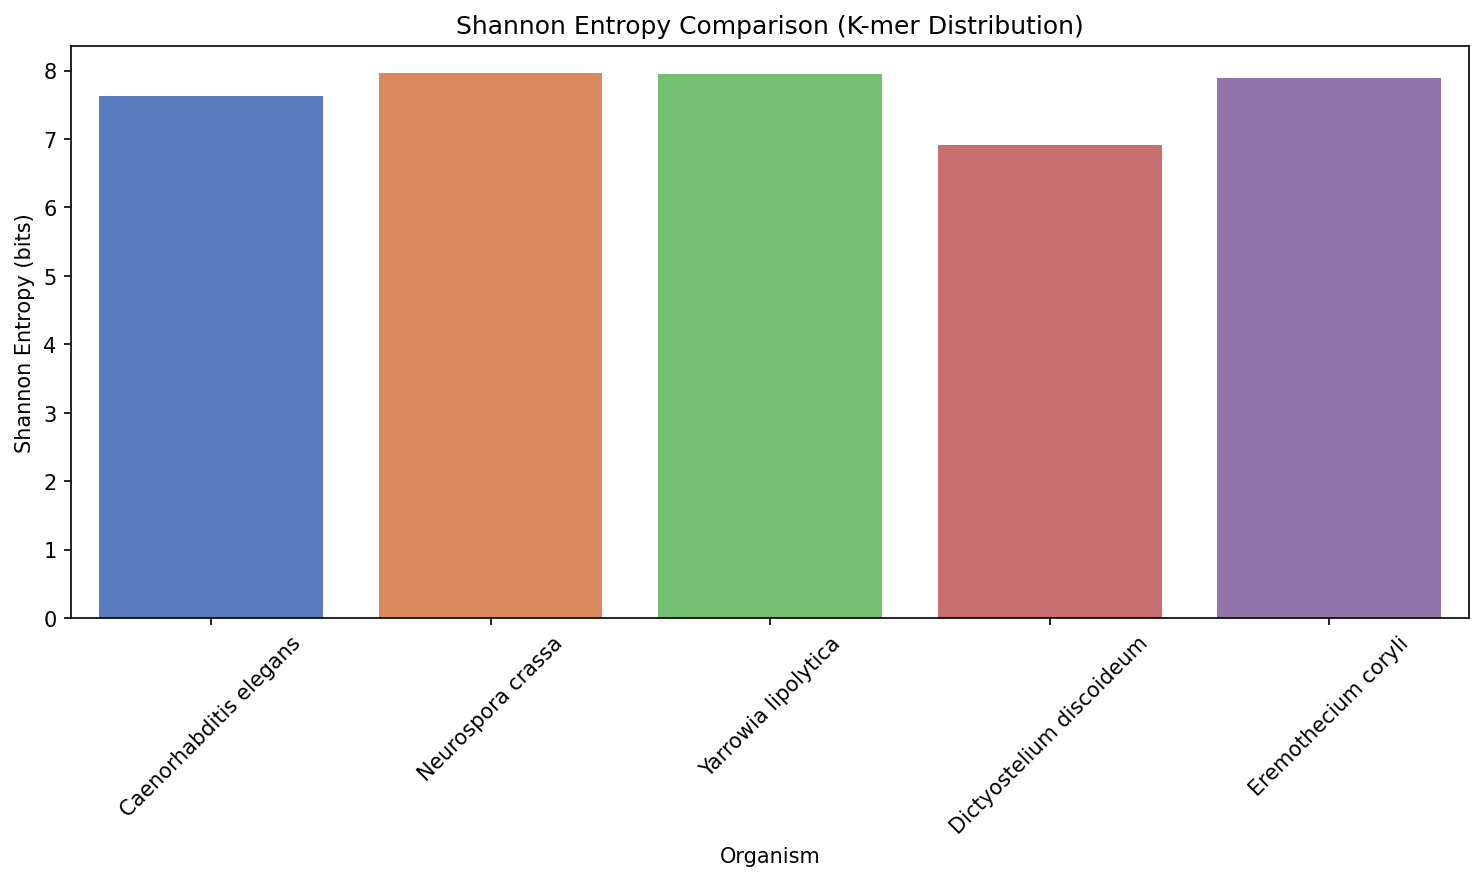 Shannon Entropy Comparison (K-mer Distribution)
Shannon Entropy (bits)
8
7
6
5
4
3
2
1
0
Caenorhabditis elegans
Neurospora crassa
Yarrowia lipolytica
Dictyostelium discoideum
Eremothecium coryli
Organism